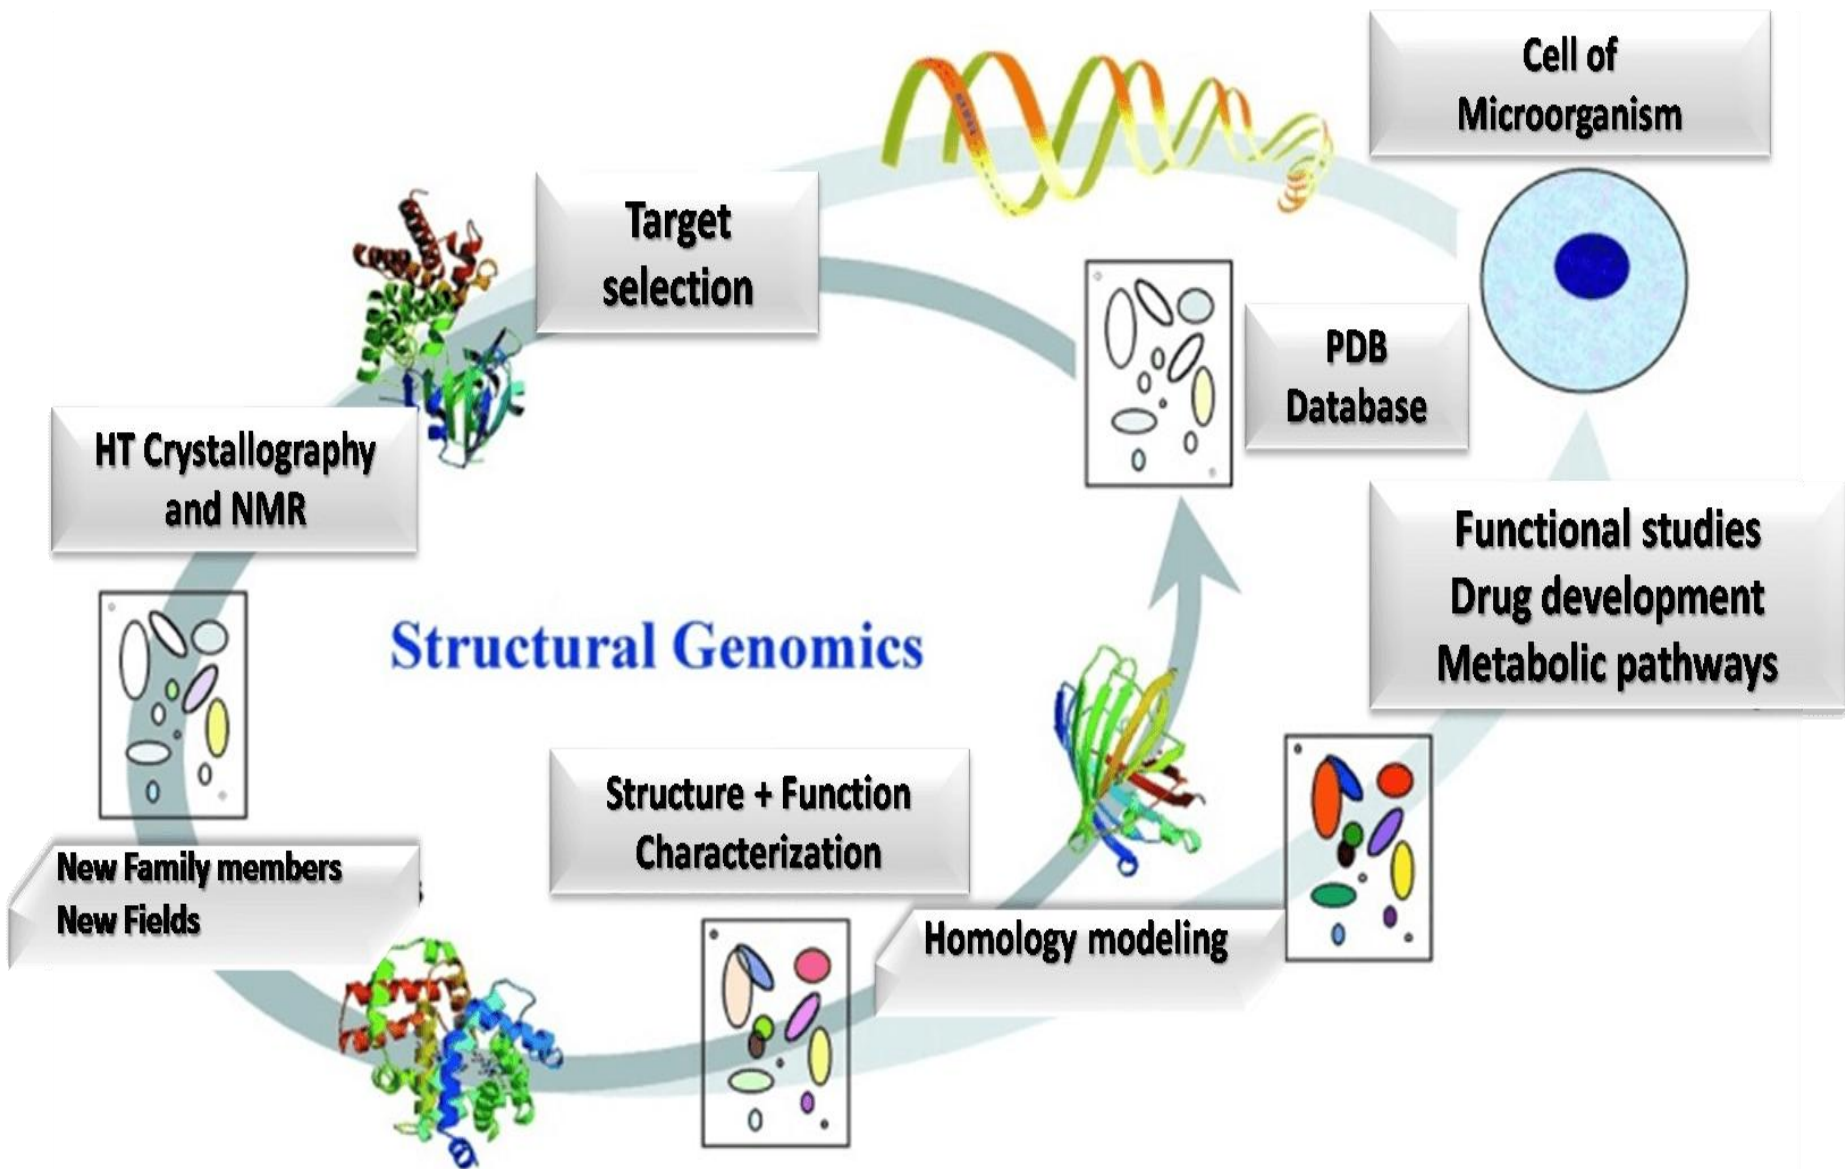 Cell of
Microorganism
Target
selection
PDB
Database
HT Crystallography
and NMR
Functional studies
Drug development
Metabolic pathways
Structural Genomics
Structure + Function
Characterization
New Family members
New Fields
Homology modeling